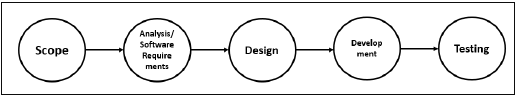 Scope
Analysis/
Software
Require
ments
Design
Develop
ment
Testing